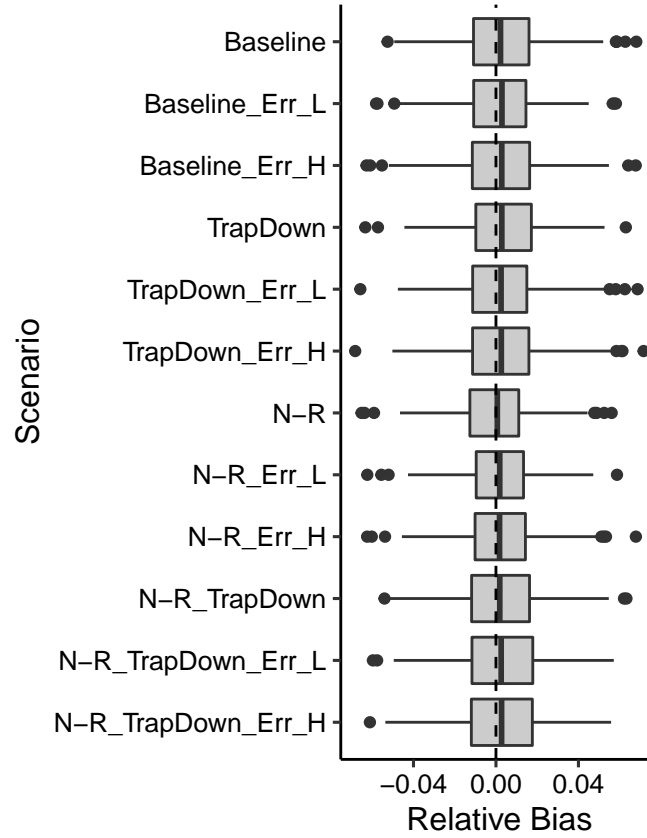 Scenario
Baseline
Baseline_Err_L
Baseline_Err_H
TrapDown
TrapDown_Err_L
TrapDown_Err_H
N−R
N−R_Err_L
N−R_Err_H
N−R_TrapDown
N−R_TrapDown_Err_L
N−R_TrapDown_Err_H
−0.04 0.00 0.04
Relative Bias